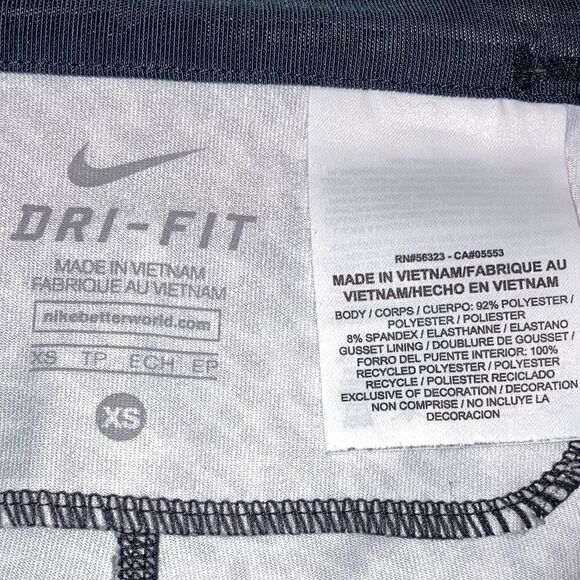 DRI-FIT
MADE IN VIETNAM
FABRIQUE AU VIETNAM
nikebetterworld.com
XS TP ECH EP
XS
RN#56323 - CA#05553
MADE IN VIETNAM/FABRIQUE AU
VIETNAM/HECHO EN VIETNAM
BODY / CORPS / CUERPO: 92% POLYESTER /
POLYESTER / POLIESTER
8% SPANDEX / ELASTHANNE / ELASTANO
GUSSET LINING / DOUBLURE DE GOUSSET /
FORRO DEL PUENTE INTERIOR: 100%
RECYCLED POLYESTER / POLYESTER
RECYCLE / POLIESTER RECICLADO
EXCLUSIVE OF DECORATION / DECORATION
NON COMPRISE / NO COMPRISE LA
DECORACION